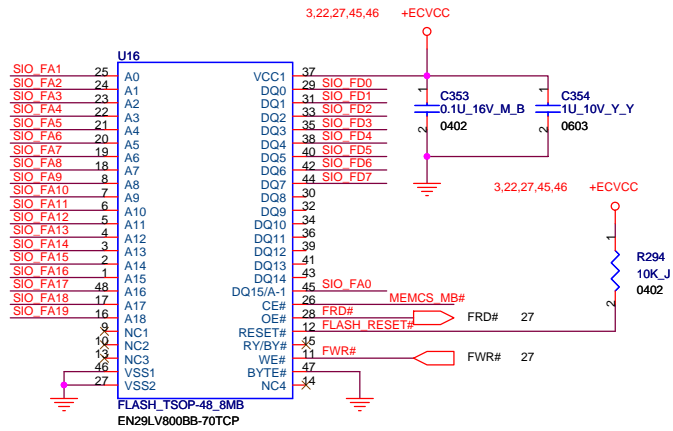 3,22,27,45,46 +ECVCC
U16
SIO_FA1 25 A0 VCC1 37
SIO_FA2 24 A1 DQ0 29 SIO_FD0
SIO_FA3 23 A2 DQ1 31 SIO_FD1
SIO_FA4 22 A3 DQ2 33 SIO_FD2
SIO_FA5 21 A4 DQ3 35 SIO_FD3
SIO_FA6 20 A5 DQ4 38 SIO_FD4
SIO_FA7 19 A6 DQ5 40 SIO_FD5
SIO_FA8 18 A7 DQ6 42 SIO_FD6
SIO_FA9 8 A8 DQ7 44 SIO_FD7
SIO_FA10 7 A9 DQ8 30
SIO_FA11 6 A10 DQ9 32
SIO_FA12 5 A11 DQ10 34
SIO_FA13 4 A12 DQ11 36
SIO_FA14 3 A13 DQ12 39
SIO_FA15 2 A14 DQ13 41
SIO_FA16 1 A15 DQ14 43
SIO_FA17 48 A16 DQ15/A-1 45 SIO_FA0
SIO_FA18 17 A17 CE# 26 MEMCS_MB#
SIO_FA19 16 A18 OE# 28 FRD# FRD# 27
9 NC1 RESET# 12 FLASH_RESET#
10 NC2 RY/BY# 15
13 NC3 WE# 11 FWR# FWR# 27
46 VSS1 BYTE# 47
27 VSS2 NC4 14
FLASH_TSOP-48_8MB
EN29LV800BB-70TCP
1
C353
0.1U_16V_M_B
2
0402
1
C354
1U_10V_Y_Y
2
0603
3,22,27,45,46 +ECVCC
1
R294
10K_J
0402
2